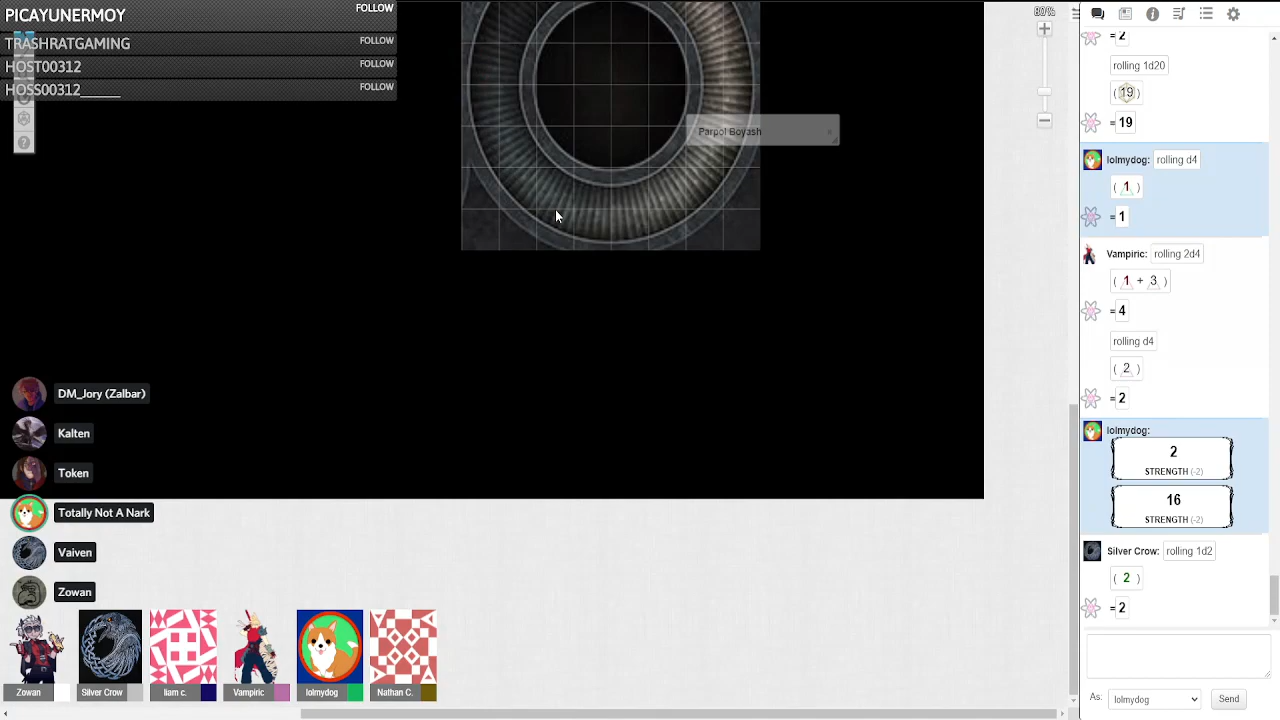 PICAYUNERMOY FOLLOW
TRASHRATGAMING FOLLOW
HOST00312 FOLLOW
HOSS00312______ FOLLOW
80%
Parpol Boyash
DM_Jory (Zalbar)
Kalten
Token
Totally Not A Nark
Vaiven
Zowan
Zowan
Silver Crow
liam c.
Vampiric
lolmydog
Nathan C.
=2
rolling 1d20
(19)
=19
lolmydog: rolling d4
(1)
=1
Vampiric: rolling 2d4
(1+3)
=4
rolling d4
(2)
=2
lolmydog:
2
STRENGTH (-2)
16
STRENGTH (-2)
Silver Crow: rolling 1d2
(2)
=2
As: lolmydog Send